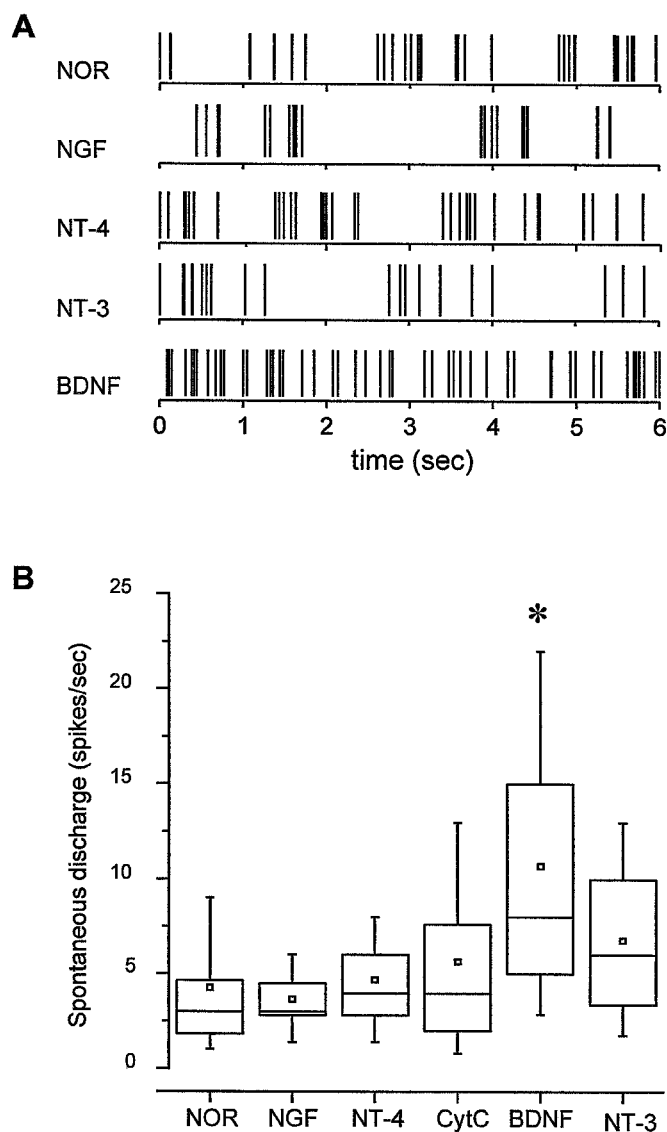 A
NOR
NGF
NT-4
NT-3
BDNF
0 1 2 3 4 5 6
time (sec)
B
25
20
15
10
5
0
Spontaneous discharge (spikes/sec)
*
NOR NGF NT-4 CytC BDNF NT-3